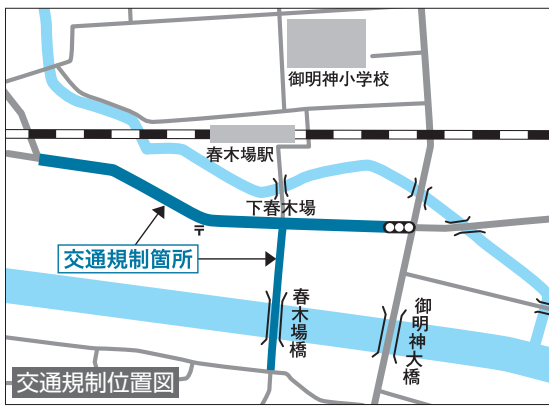 御明神小学校
春木場駅
下春木場
〒
交通規制箇所
春木場橋
御明神大橋
交通規制位置図